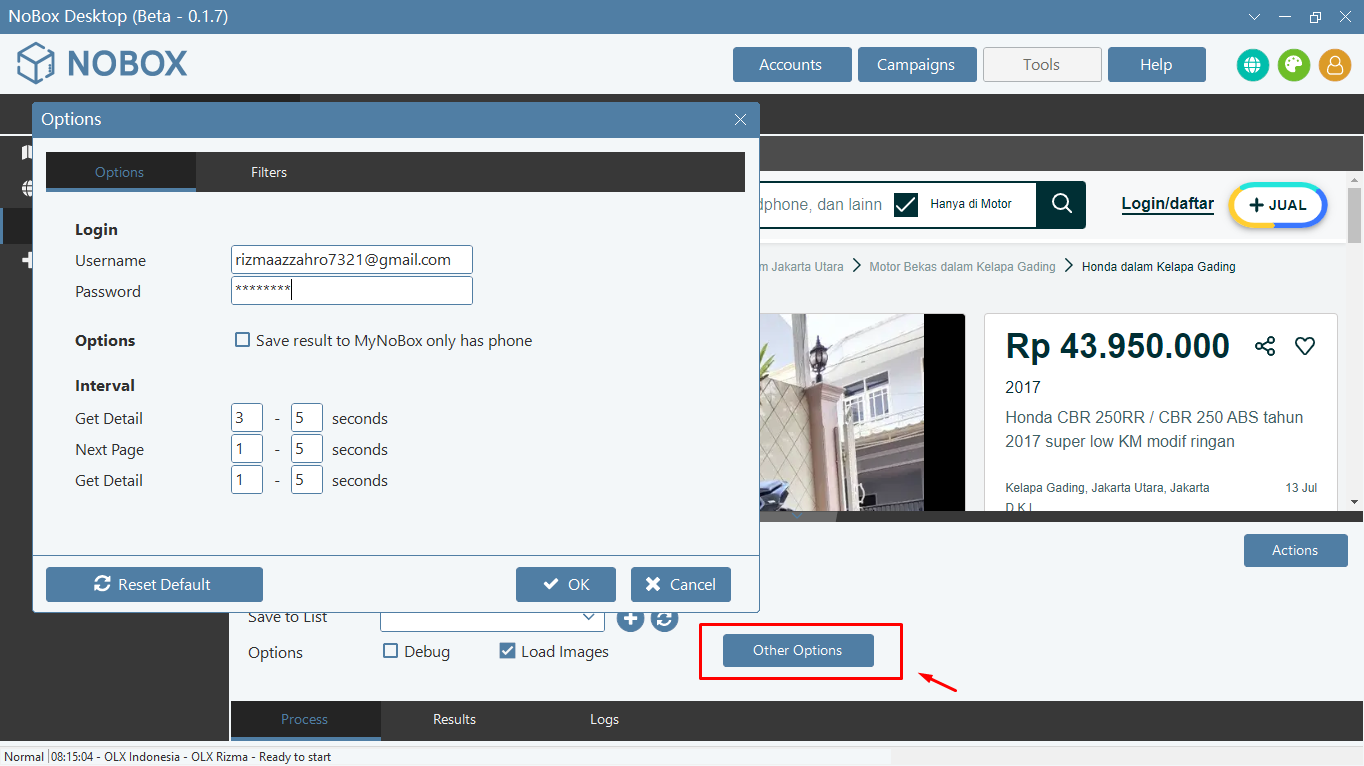 NoBox Desktop (Beta - 0.1.7)
NOBOX
Accounts
Campaigns
Tools
Help
Options
Options
Filters
Login
Username
rizmaazzahro7321@gmail.com
Password
********
Options
Save result to MyNoBox only has phone
Interval
Get Detail
3 - 5 seconds
Next Page
1 - 5 seconds
Get Detail
1 - 5 seconds
Reset Default
OK
Cancel
dphone, dan lainn
Hanya di Motor
Login/daftar
+ JUAL
m Jakarta Utara > Motor Bekas dalam Kelapa Gading > Honda dalam Kelapa Gading
Rp 43.950.000
2017
Honda CBR 250RR / CBR 250 ABS tahun
2017 super low KM modif ringan
Kelapa Gading, Jakarta Utara, Jakarta
13 Jul
D.K.I
Actions
Save to List
Options
Debug
Load Images
Other Options
Process
Results
Logs
Normal
08:15:04 - OLX Indonesia - OLX Rizma - Ready to start